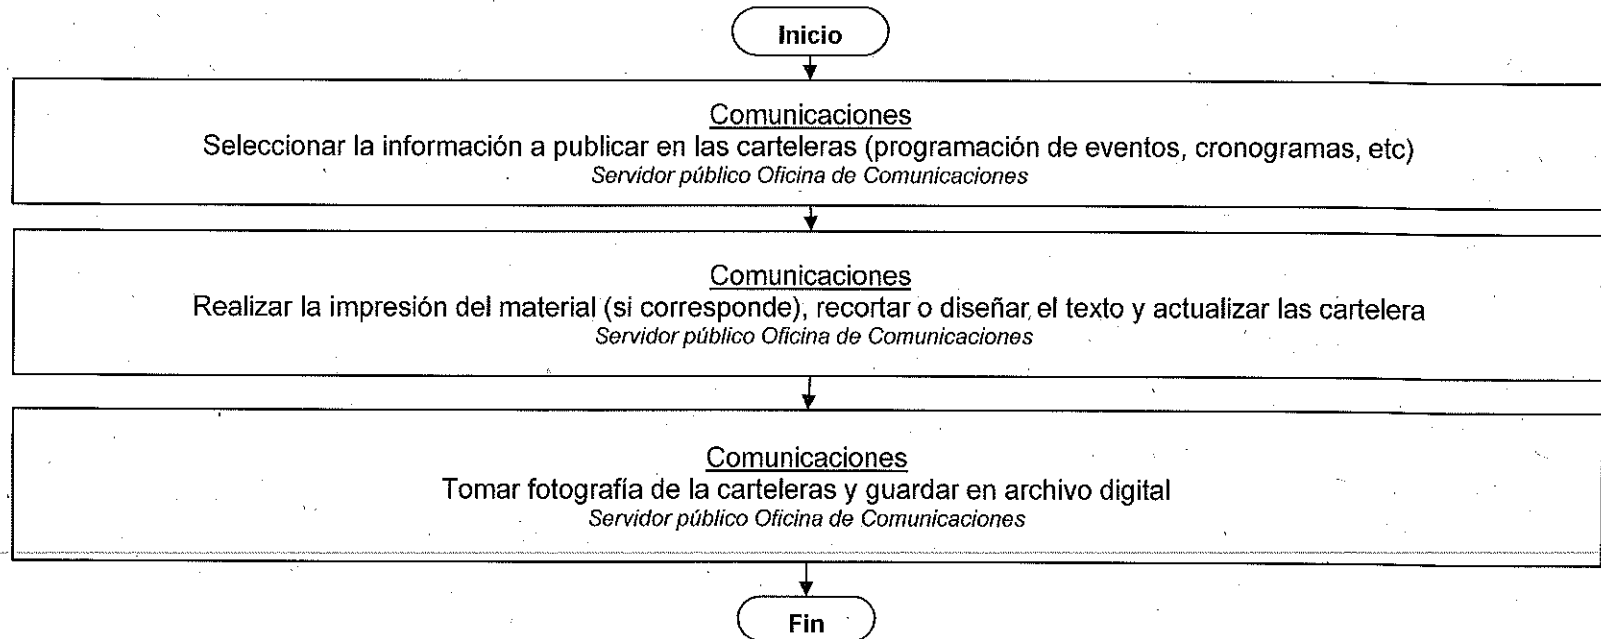 Inicio
Comunicaciones
Seleccionar la información a publicar en las carteleras (programación de eventos, cronogramas, etc)
Servidor público Oficina de Comunicaciones
Comunicaciones
Realizar la impresión del material (si corresponde), recortar o diseñar el texto y actualizar las cartelera
Servidor público Oficina de Comunicaciones
Comunicaciones
Tomar fotografía de la carteleras y guardar en archivo digital
Servidor público Oficina de Comunicaciones
Fin